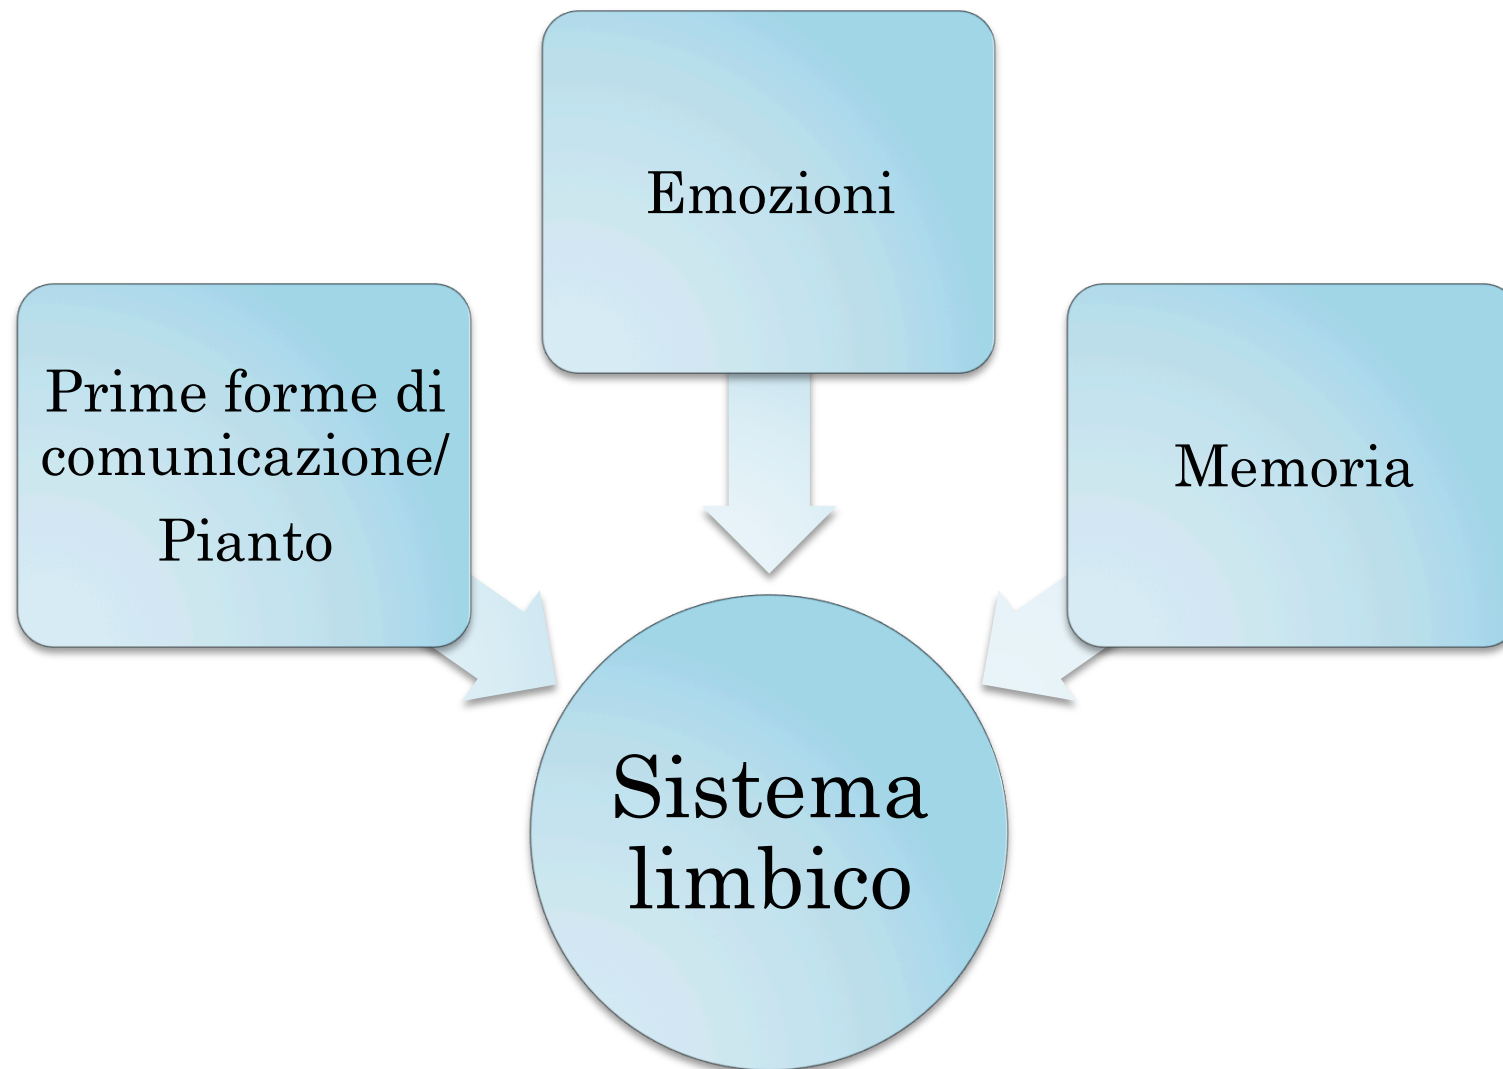 Emozioni
Prime forme di
comunicazione/
Pianto
Memoria
Sistema
limbico